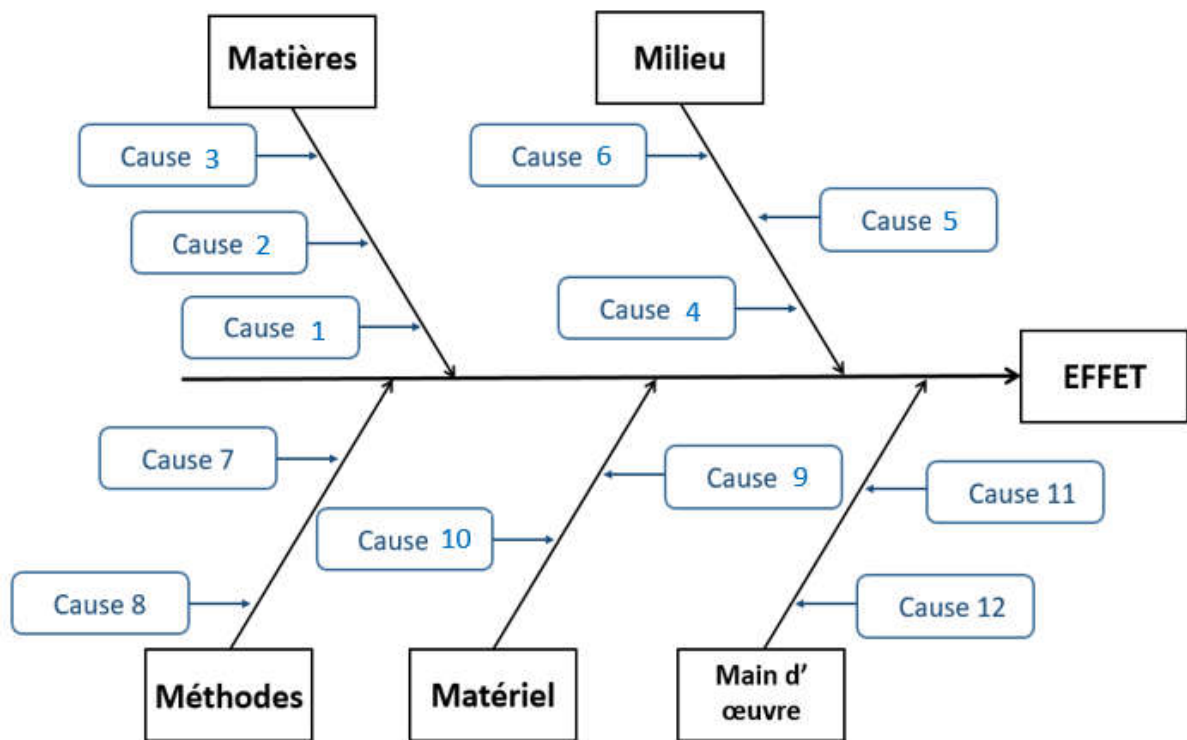 Matières
Milieu
Cause 3
Cause 6
Cause 5
Cause 2
Cause 4
Cause 1
EFFET
Cause 7
Cause 9
Cause 11
Cause 10
Cause 8
Cause 12
Méthodes
Matériel
Main d’
œuvre